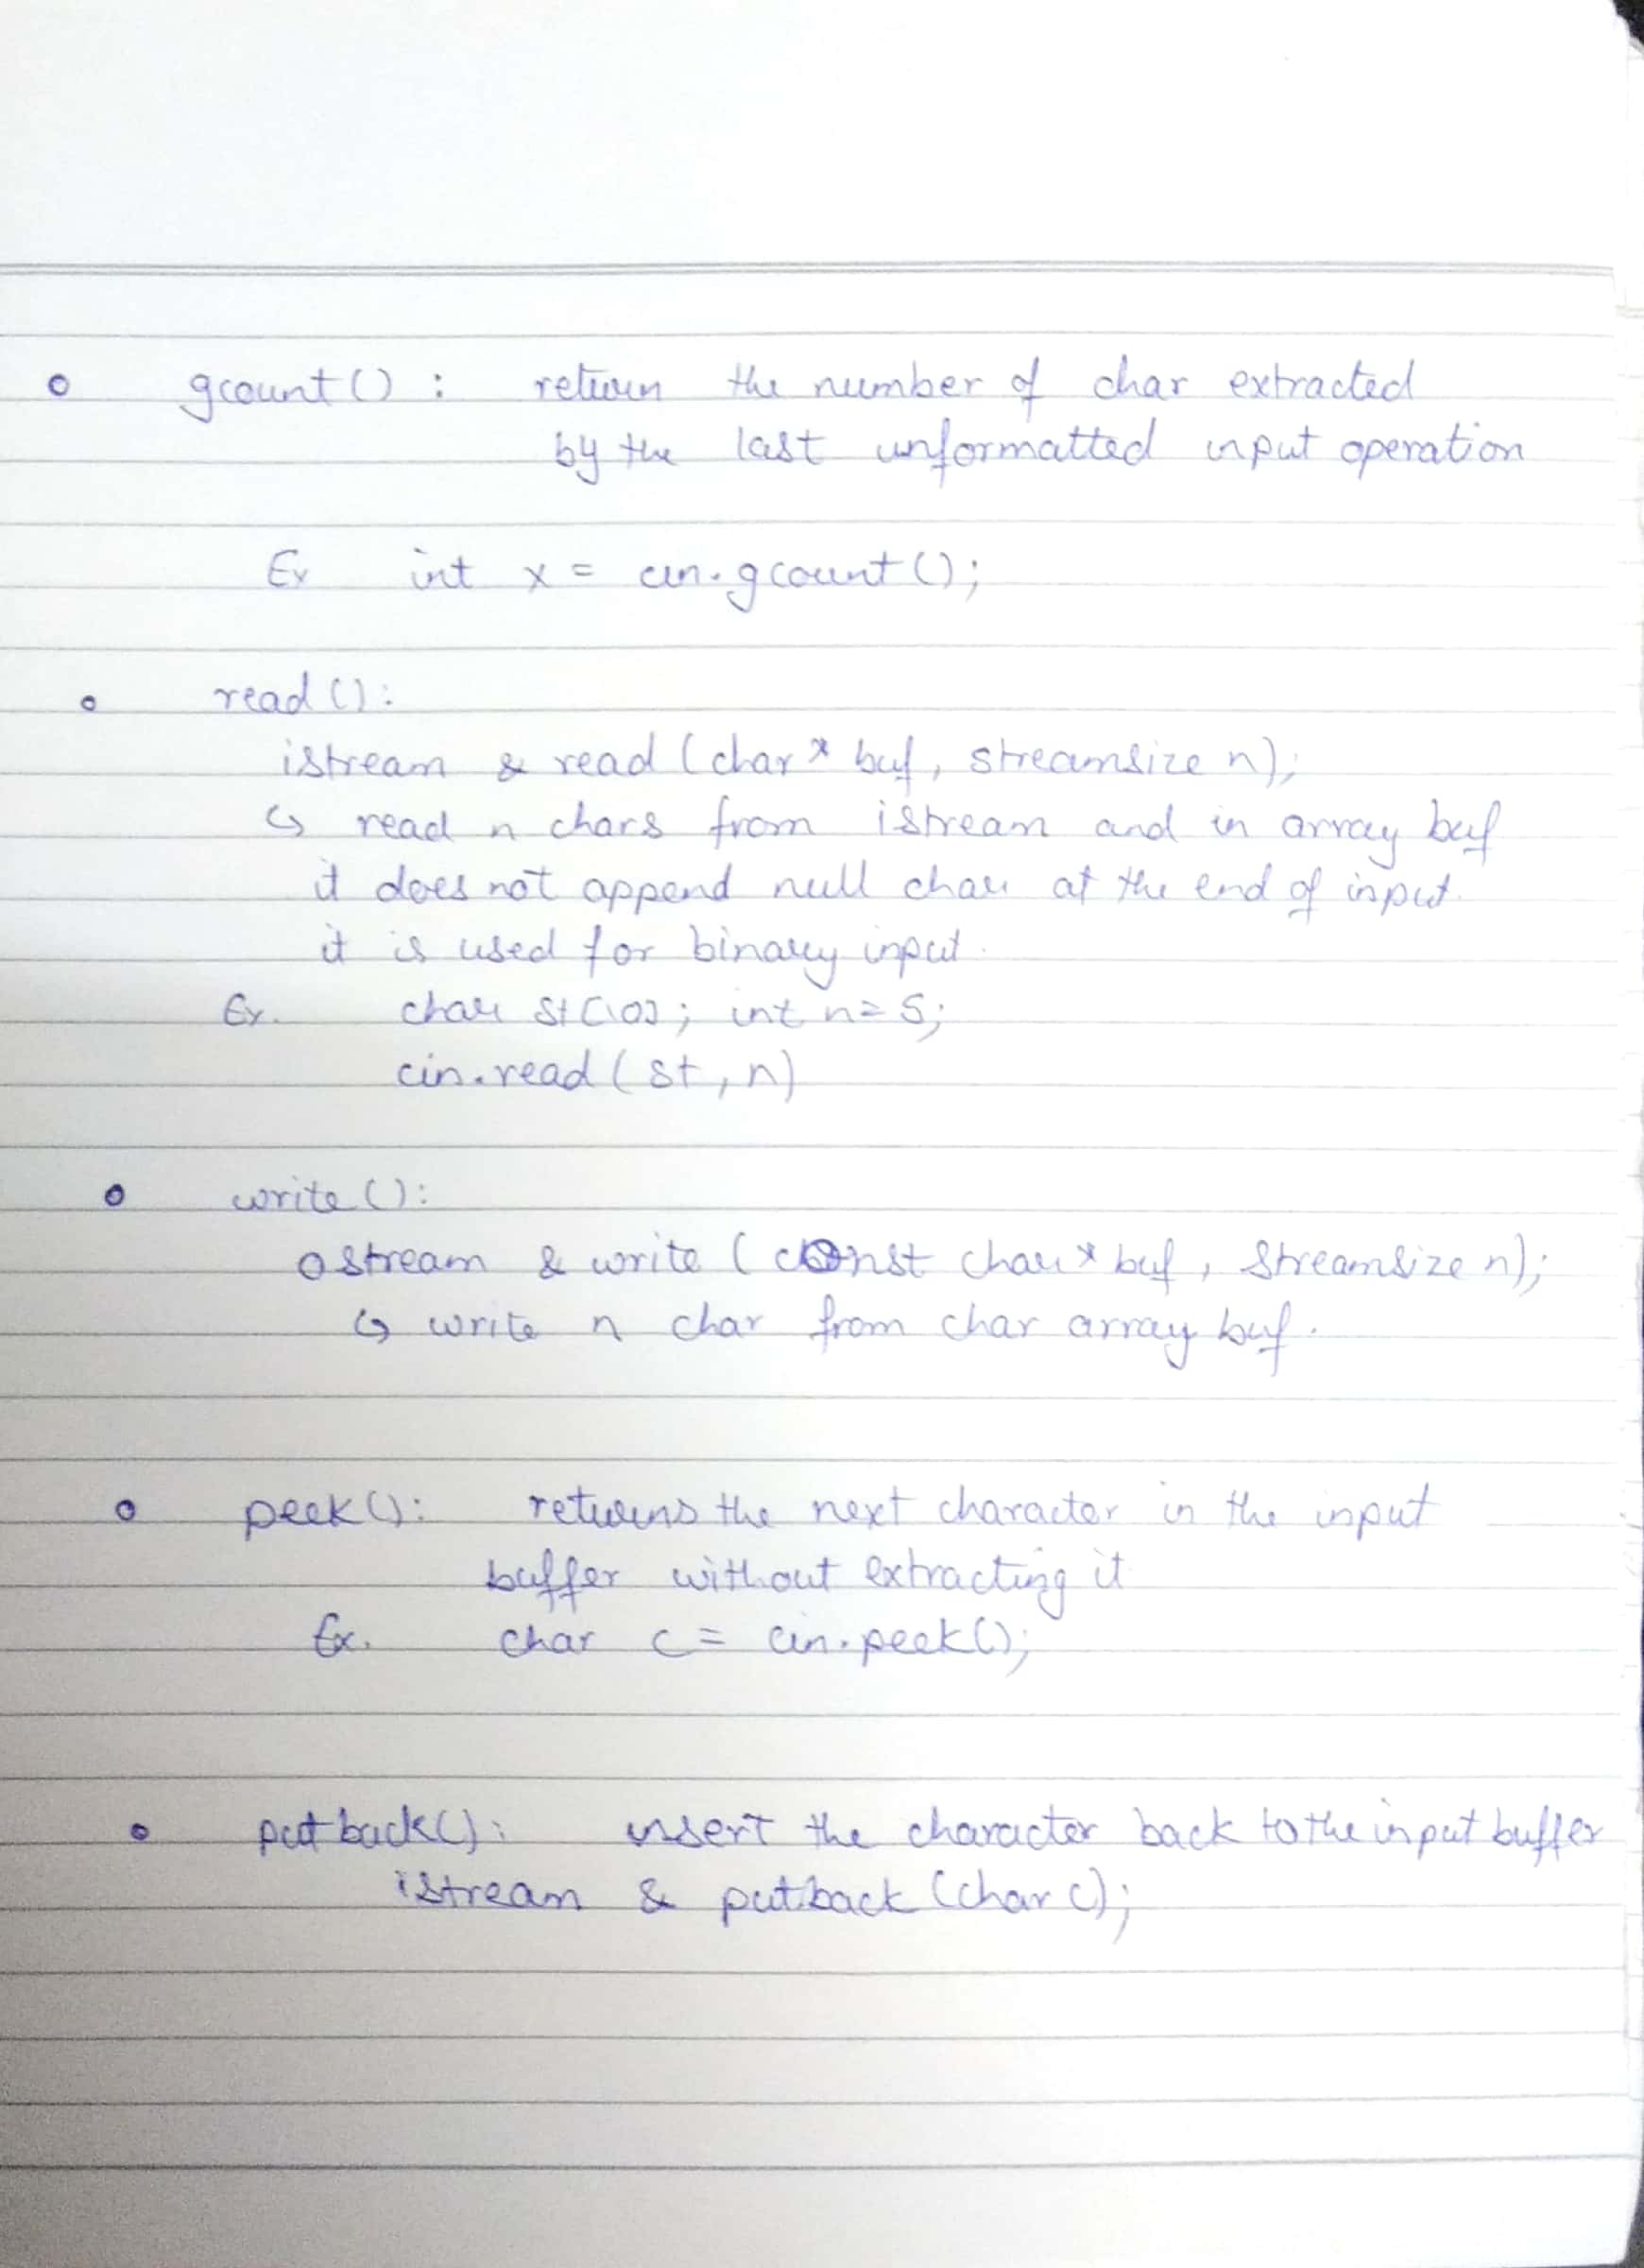 gcount() : return the number of char extracted
by the last unformatted input operation
Ex int x = cin.gcount();
read():
istream & read (char* buf, streamsize n);
↳ read n chars from istream and in array buf
it does not append null char at the end of input.
it is used for binary input.
Ex. char st[10]; int n=5;
cin.read(st, n)
write():
ostream & write (const char* buf, streamsize n);
↳ write n char from char array buf.
peek(): returns the next character in the input
buffer without extracting it
Ex. char c = cin.peek();
putback(): insert the character back to the input buffer
istream & putback (char c);